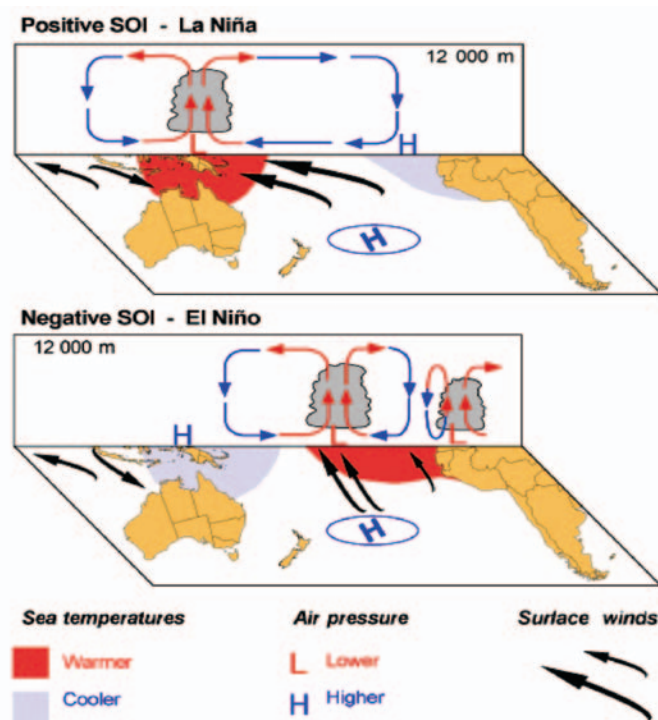 Positive SOI - La Niña
12 000 m
L
H
H
Negative SOI - El Niño
12 000 m
H
L
L
H
Sea temperatures
Air pressure
Surface winds
Warmer
L Lower
Cooler
H Higher